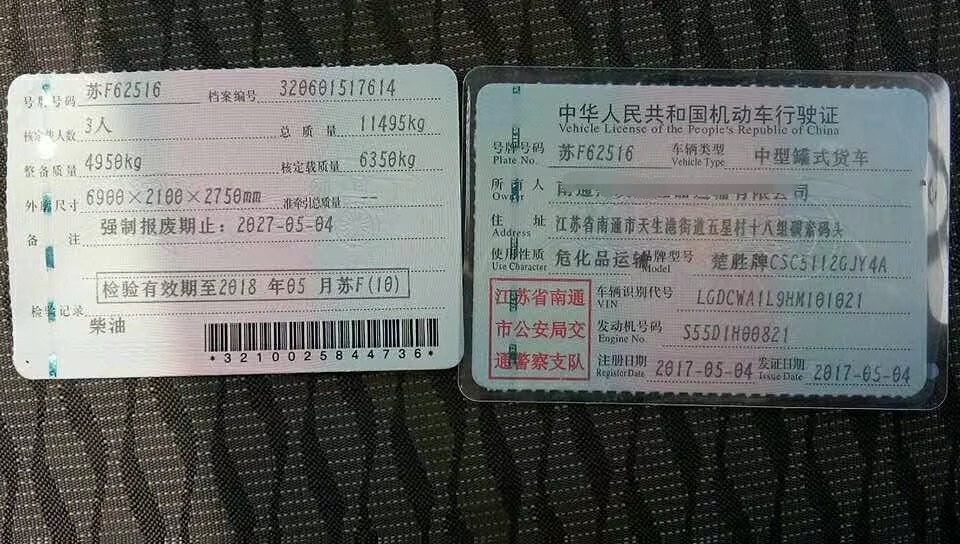 号牌号码 苏F62516 档案编号 320601517614
核定载人数 3人 总质量 11495kg
整备质量 4950kg 核定载质量 6350kg
外廓尺寸 6900×2100×2750mm 准牵引总质量 --
备注 强制报废期止：2027-05-04
检验有效期至2018 年05 月苏F(10)
检验记录
柴油
*3210025844736*
中华人民共和国机动车行驶证
Vehicle License of the People's Republic of China
号牌号码 苏F62516 车辆类型 中型罐式货车
Plate No. Vehicle Type
所有人 南通 运输有限公司
Owner
住址 江苏省南通市天生港街道五星村十八组碳素码头
Address
使用性质 危化品运输 品牌型号 楚胜牌CSC5112GJY4A
Use Character Model
江苏省南通市公安局交通警察支队
车辆识别代号 LGDCWA1L9HM101021
VIN
发动机号码 S55D1H00821
Engine No.
注册日期 2017-05-04 发证日期 2017-05-04
Register Date Issue Date